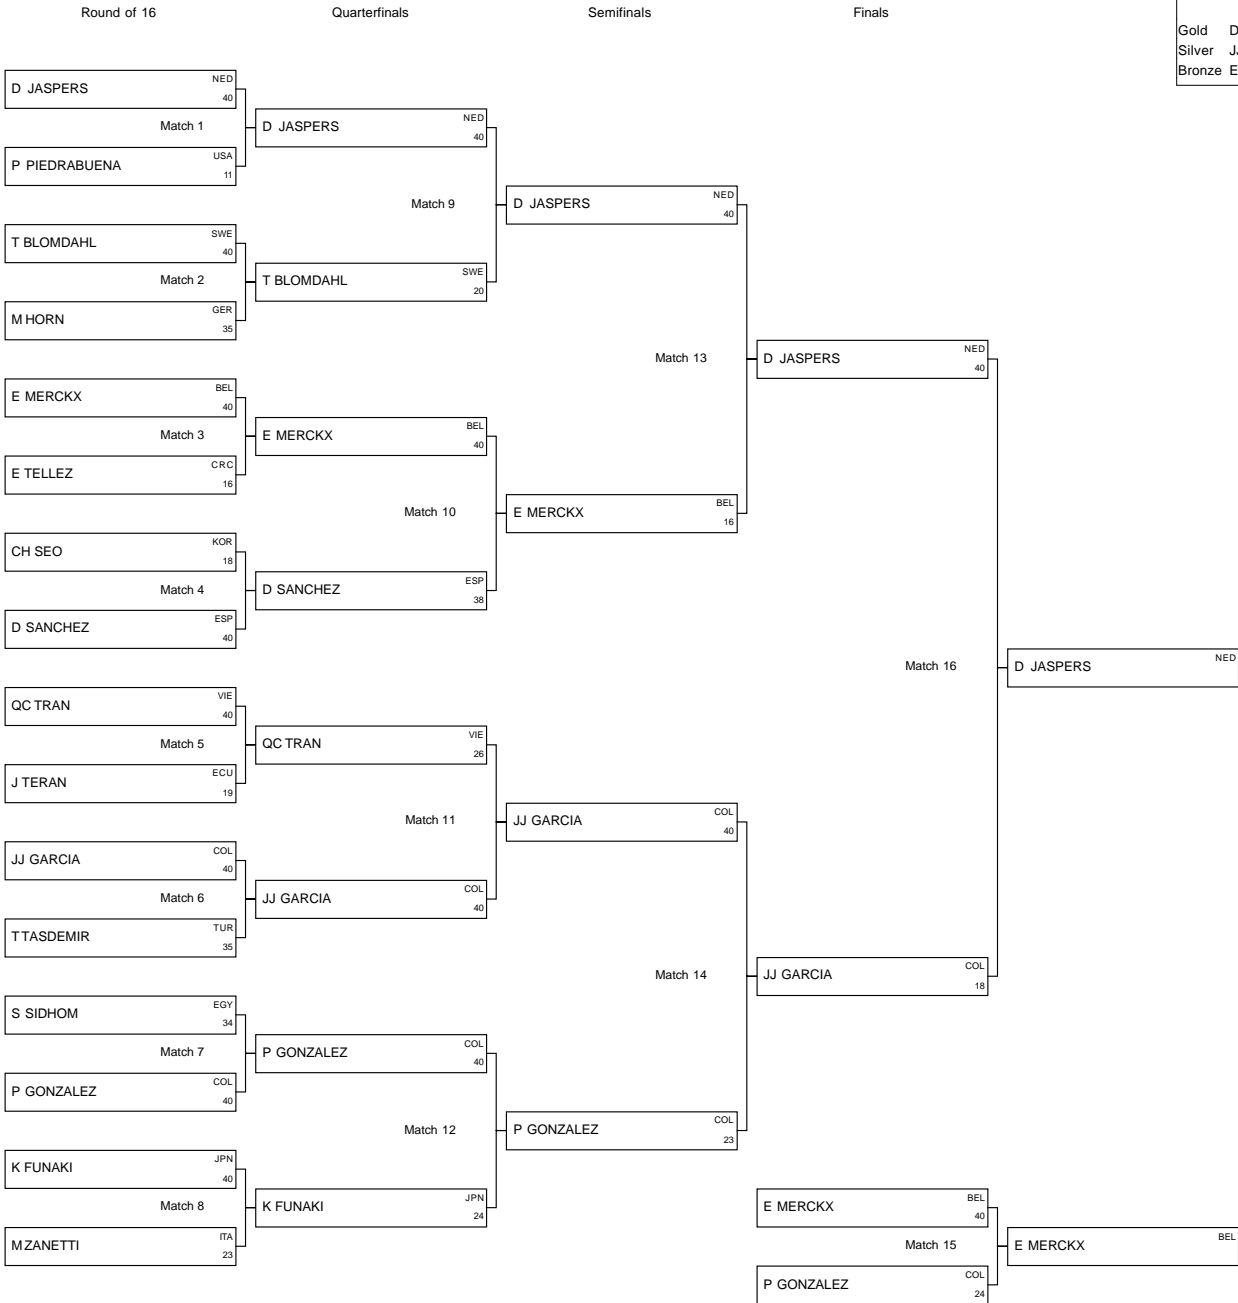 Round of 16 Quarterfinals Semifinals Finals
Gold D
Silver JJ
Bronze E
D JASPERS NED 40
Match 1
P PIEDRABUENA USA 11
D JASPERS NED 40
Match 9
T BLOMDAHL SWE 40
Match 2
M HORN GER 35
T BLOMDAHL SWE 20
D JASPERS NED 40
Match 13
E MERCKX BEL 40
Match 3
E TELLEZ CRC 16
E MERCKX BEL 40
Match 10
CH SEO KOR 18
Match 4
D SANCHEZ ESP 40
D SANCHEZ ESP 38
E MERCKX BEL 16
D JASPERS NED 40
Match 16
D JASPERS NED
QC TRAN VIE 40
Match 5
J TERAN ECU 19
QC TRAN VIE 26
Match 11
JJ GARCIA COL 40
Match 6
T TASDEMIR TUR 35
JJ GARCIA COL 40
JJ GARCIA COL 40
Match 14
JJ GARCIA COL 18
S SIDHOM EGY 34
Match 7
P GONZALEZ COL 40
P GONZALEZ COL 40
Match 12
K FUNAKI JPN 40
Match 8
M ZANETTI ITA 23
K FUNAKI JPN 24
P GONZALEZ COL 23
E MERCKX BEL 40
Match 15
P GONZALEZ COL 24
E MERCKX BEL